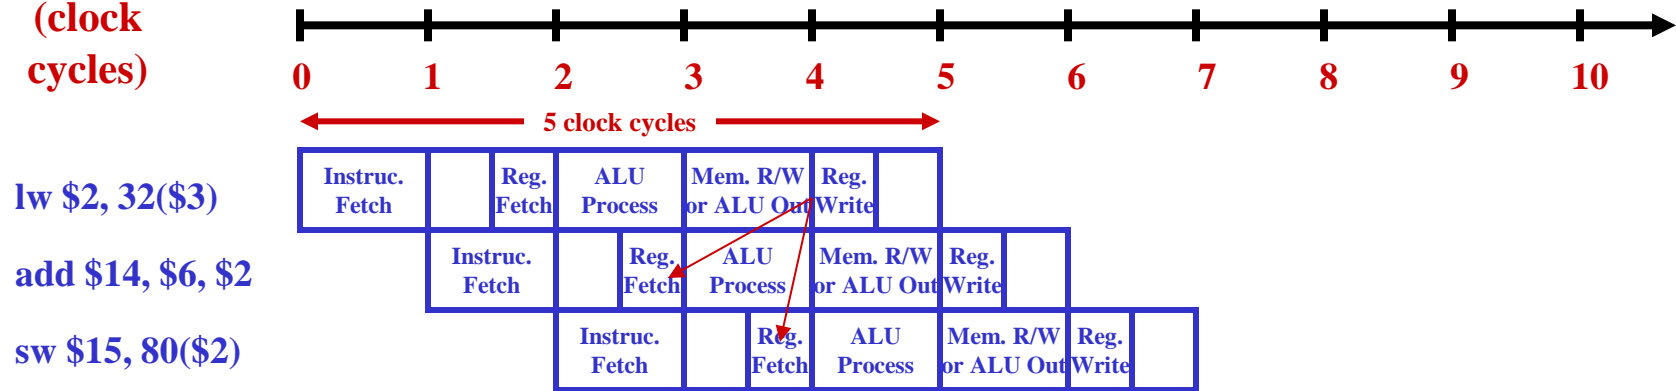 (clock
cycles)
0 1 2 3 4 5 6 7 8 9 10
5 clock cycles
lw $2, 32($3)
Instruc. Fetch
Reg. Fetch
ALU Process
Mem. R/W or ALU Out
Reg. Write
add $14, $6, $2
Instruc. Fetch
Reg. Fetch
ALU Process
Mem. R/W or ALU Out
Reg. Write
sw $15, 80($2)
Instruc. Fetch
Reg. Fetch
ALU Process
Mem. R/W or ALU Out
Reg. Write